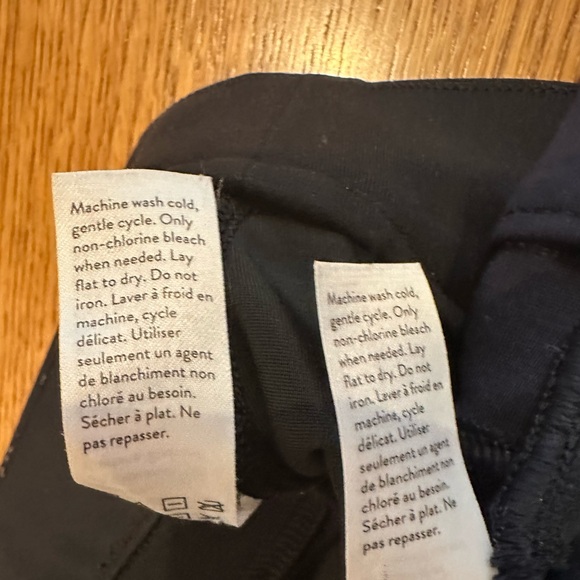 Machine wash cold,
gentle cycle. Only
non-chlorine bleach
when needed. Lay
flat to dry. Do not
iron. Laver à froid en
machine, cycle
délicat. Utiliser
seulement un agent
de blanchiment non
chloré au besoin.
Sécher à plat. Ne
pas repasser.
Machine wash cold,
gentle cycle. Only
non-chlorine bleach
when needed. Lay
flat to dry. Do not
iron. Laver à froid en
machine, cycle
délicat. Utiliser
seulement un agent
de blanchiment non
chloré au besoin.
Sécher à plat. Ne
pas repasser.